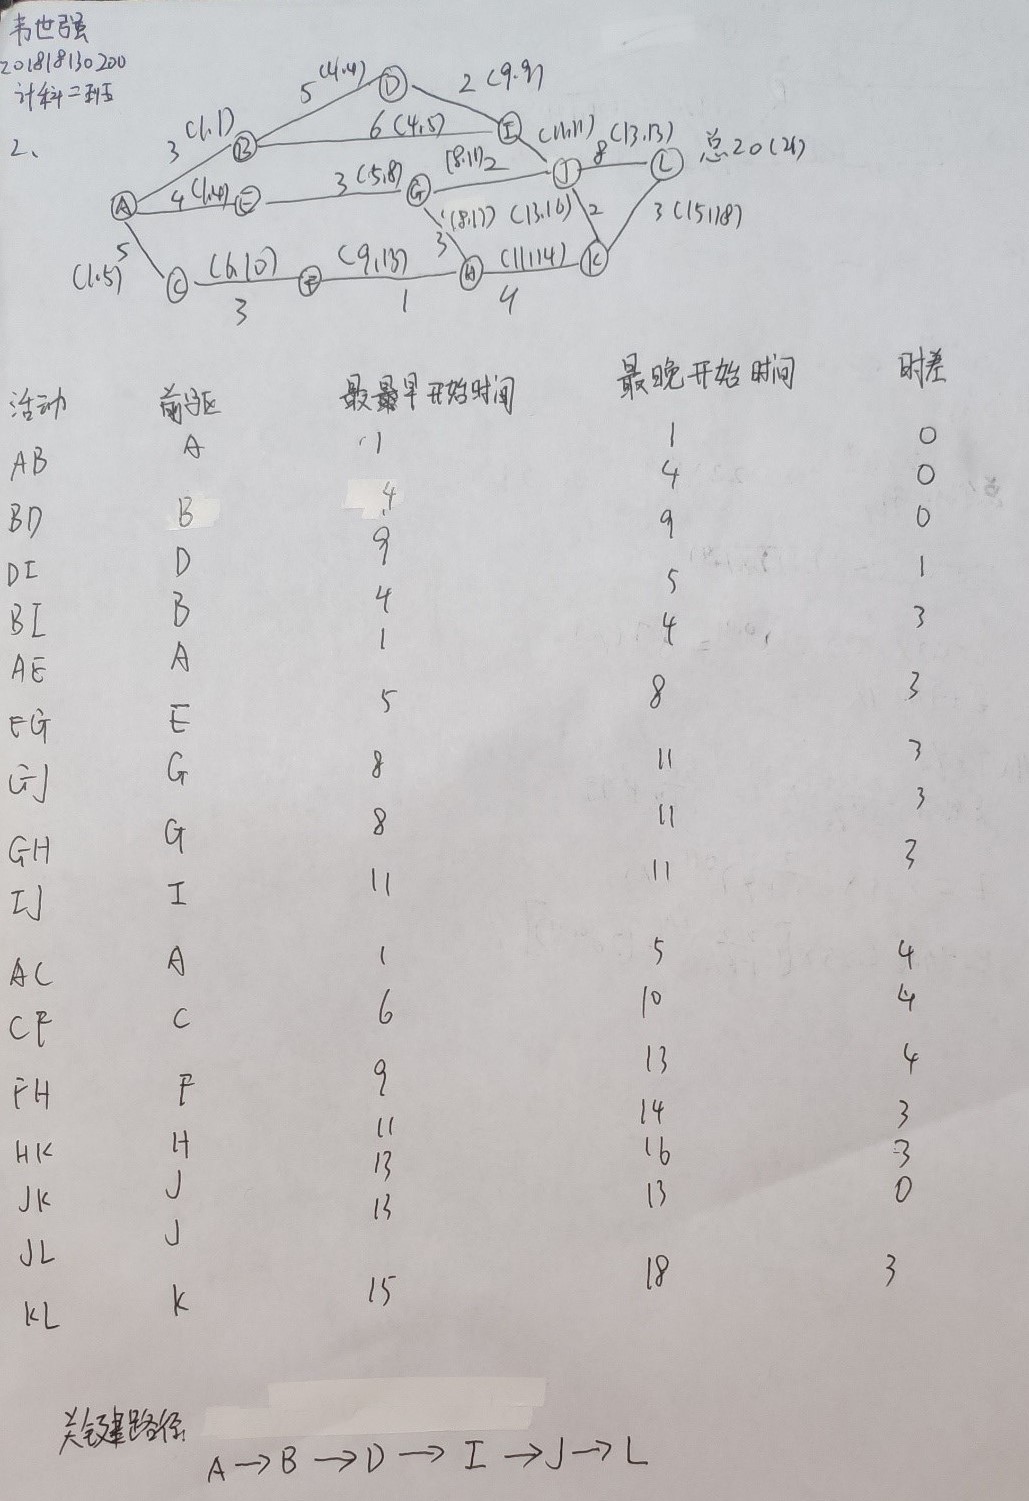 韦世强
201818130200
计科二班
2、
5 (4.4) D 2 (9.9)
3 (1,1) B 6 (4,5) I (11,11) 8 (13,13) 总20(21)
A 4 (1,4) E 3 (5,8) G (8.11) 2 J L
5 (8,11) 3 (13,16) 2 3 (15,18)
(1.5) C (6,10) F (9,13) H (11,14) K
3 1 4
活动 前驱 最早开始时间 最晚开始时间 时差
AB A 1 1 0
BD B 4 4 0
DI D 9 9 0
BI B 4 5 1
AE A 1 4 3
EG E 5 8 3
GJ G 8 11 3
GH G 8 11 3
IJ I 11 11 3
AC A 1 5 4
CF C 6 10 4
FH F 9 13 4
HK H 11 14 3
JK J 13 16 3
JL J 13 13 0
KL K 15 18 3
关键路径:
A→B→D→I→J→L